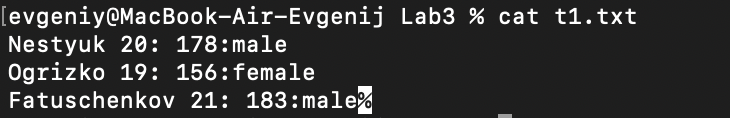 [evgeniy@MacBook-Air-Evgenij Lab3 % cat t1.txt
Nestyuk 20: 178:male
Ogrizko 19: 156:female
Fatuschenkov 21: 183:male%